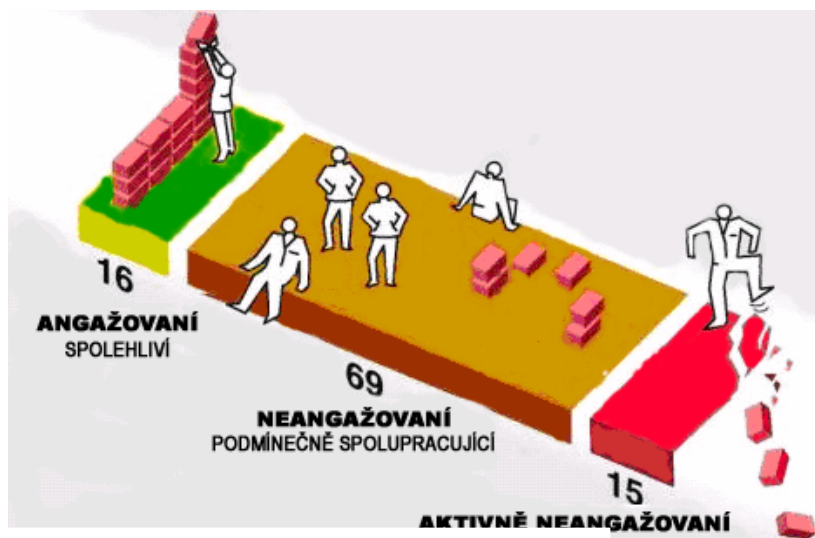 16
ANGAŽOVANÍ
SPOLEHLIVÍ
69
NEANGAŽOVANÍ
PODMÍNEČNĚ SPOLUPRACUJÍCÍ
15
AKTIVNĚ NEANGAŽOVANÍ